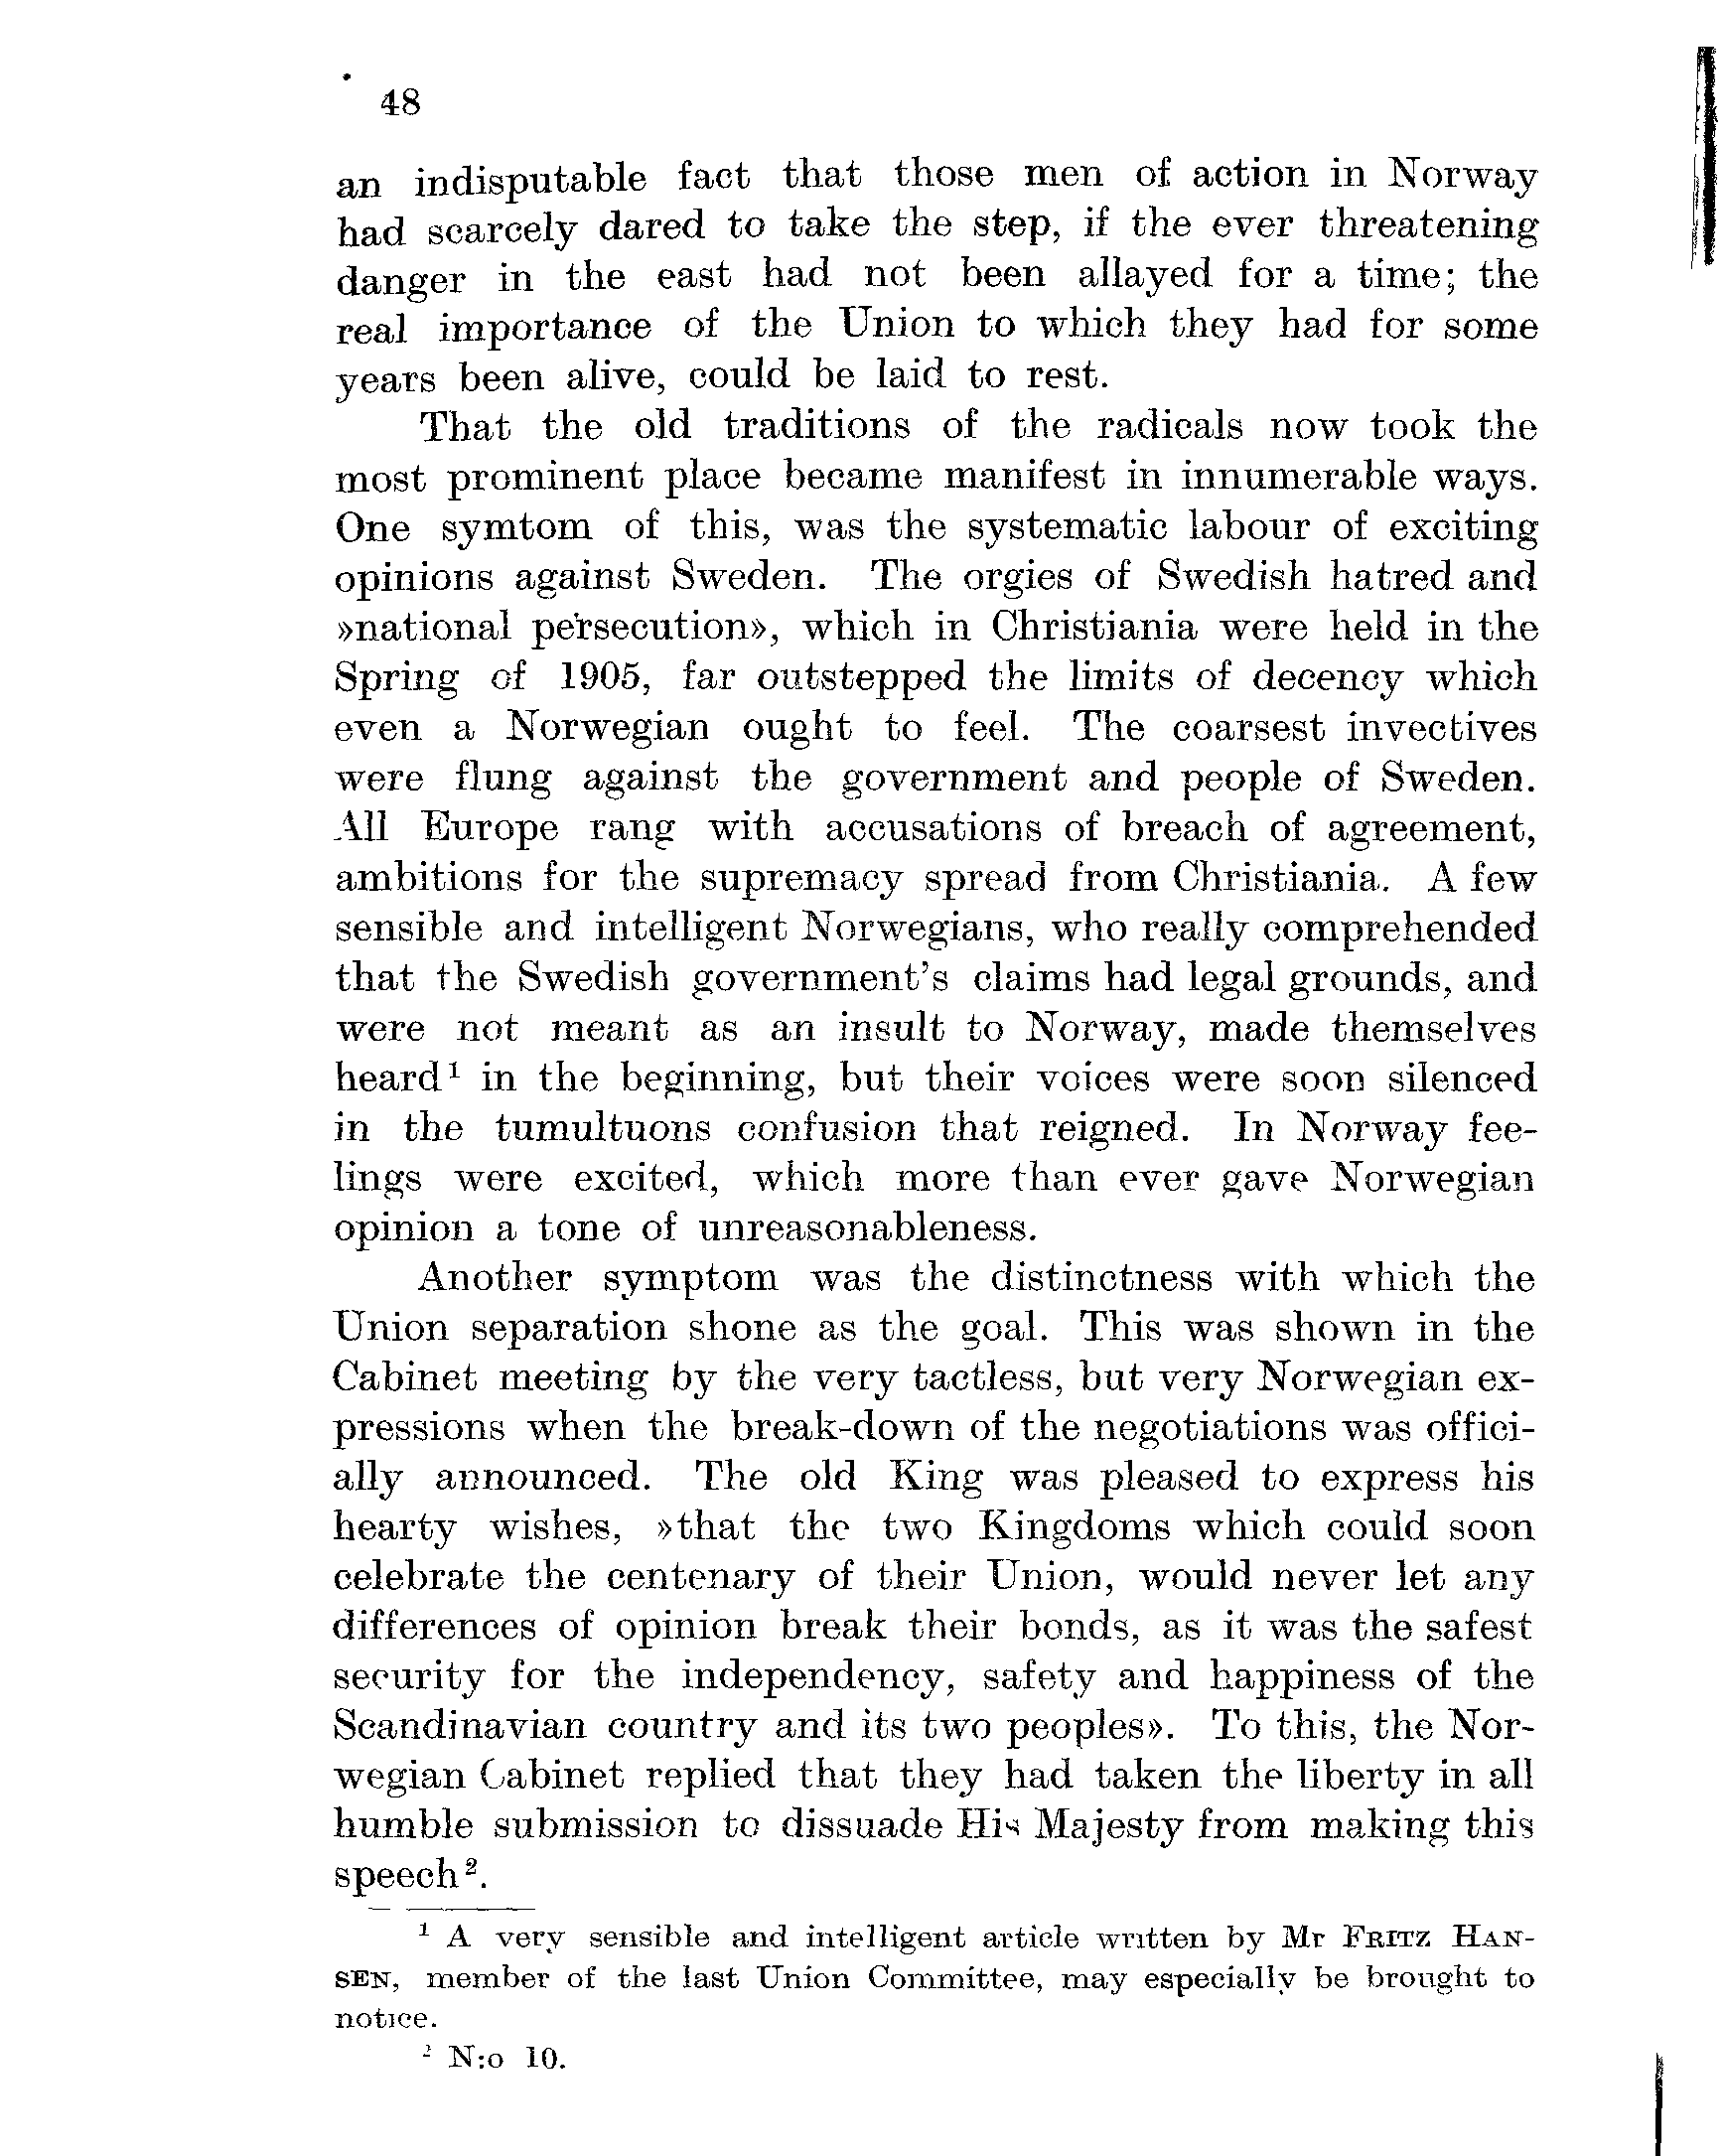 48
an indisputable fact that those men of action in Norway
had scarcely dared to take the step, if the ever threatening
danger in the east had not been allayed for a time; the
real importance of the Union to which they had for some
years been alive, could be laid to rest.
That the old traditions of the radicals now took the
most prominent place became manifest in innumerable ways.
One symtom of this, was the systematic labour of exciting
opinions against Sweden. The orgies of Swedish hatred and
»national persecution», which in Christiania were held in the
Spring of 1905, far outstepped the limits of decency which
even a Norwegian ought to feel. The coarsest invectives
were flung against the government and people of Sweden.
All Europe rang with accusations of breach of agreement,
ambitions for the supremacy spread from Christiania. A few
sensible and intelligent Norwegians, who really comprehended
that the Swedish government's claims had legal grounds, and
were not meant as an insult to Norway, made themselves
heard¹ in the beginning, but their voices were soon silenced
in the tumultuons confusion that reigned. In Norway fee-
lings were excited, which more than ever gave Norwegian
opinion a tone of unreasonableness.
Another symptom was the distinctness with which the
Union separation shone as the goal. This was shown in the
Cabinet meeting by the very tactless, but very Norwegian ex-
pressions when the break-down of the negotiations was offici-
ally announced. The old King was pleased to express his
hearty wishes, »that the two Kingdoms which could soon
celebrate the centenary of their Union, would never let any
differences of opinion break their bonds, as it was the safest
security for the independency, safety and happiness of the
Scandinavian country and its two peoples». To this, the Nor-
wegian Cabinet replied that they had taken the liberty in all
humble submission to dissuade His Majesty from making this
speech².
¹ A very sensible and intelligent article written by Mr FRITZ HAN-
SEN, member of the last Union Committee, may especially be brought to
notice.
² N:o 10.